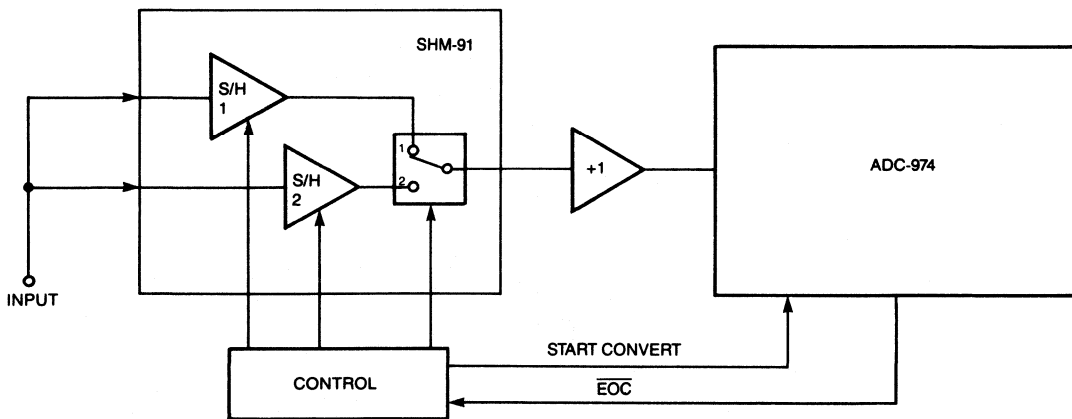 SHM-91
S/H
1
S/H
2
1
2
+1
ADC-974
INPUT
CONTROL
START CONVERT
EOC